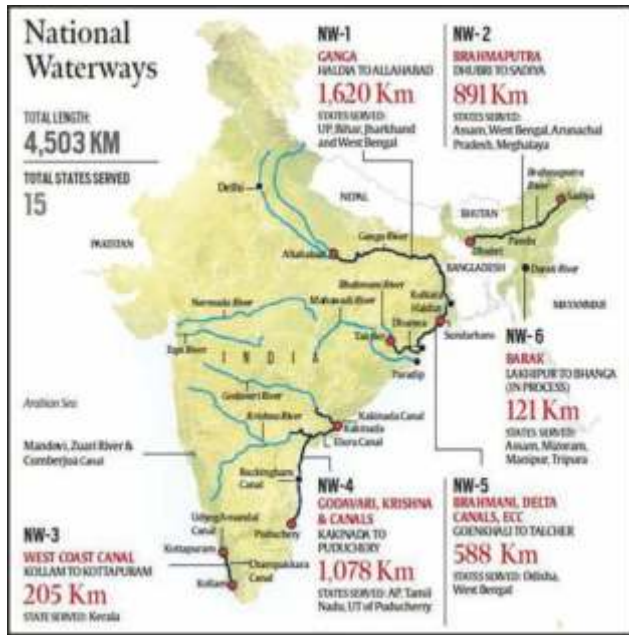 National
Waterways
TOTAL LENGTH:
4,503 KM
TOTAL STATES SERVED
15
NW-1
GANGA
HALDIA TO ALLAHABAD
1,620 Km
STATES SERVED:
UP, Bihar, Jharkhand
and West Bengal
NW-2
BRAHMAPUTRA
DHUBRI TO SADIYA
891 Km
STATES SERVED:
Assam, West Bengal, Arunachal
Pradesh, Meghalaya
Brahmaputra
River
Delhi
NEPAL
Sadiya
BHUTAN
PAKISTAN
Allahabad
Ganga River
Dhubri
Pandu
BANGLADESH
Barak River
Brahmani River
Narmada River
Mahanadi River
Kolkata
Haldia
MYANMAR
Dhamra
Talcher
Sundarbans
Tapi River
INDIA
Paradip
NW-6
BARAK
LAKHIPUR TO BHANGA
(IN PROCESS)
121 Km
STATES SERVED:
Assam, Mizoram,
Manipur, Tripura
Arabian Sea
Godavari River
Krishna River
Kakinada Canal
Kakinada
Eluru Canal
Mandovi, Zuari River &
Cumberjua Canal
Buckingham
Canal
NW-4
GODAVARI, KRISHNA
& CANALS
KAKINADA TO
PUDUCHERRY
1,078 Km
STATES SERVED: AP, Tamil
Nadu, UT of Puducherry
NW-5
BRAHMANI, DELTA
CANALS, ECC
GOENKHALI TO TALCHER
588 Km
STATES SERVED: Odisha,
West Bengal
Puducherry
NW-3
WEST COAST CANAL
KOLLAM TO KOTTAPURAM
205 Km
STATE SERVED: Kerala
Canal
Kottapuram
Champakkara
Canal
Kollam